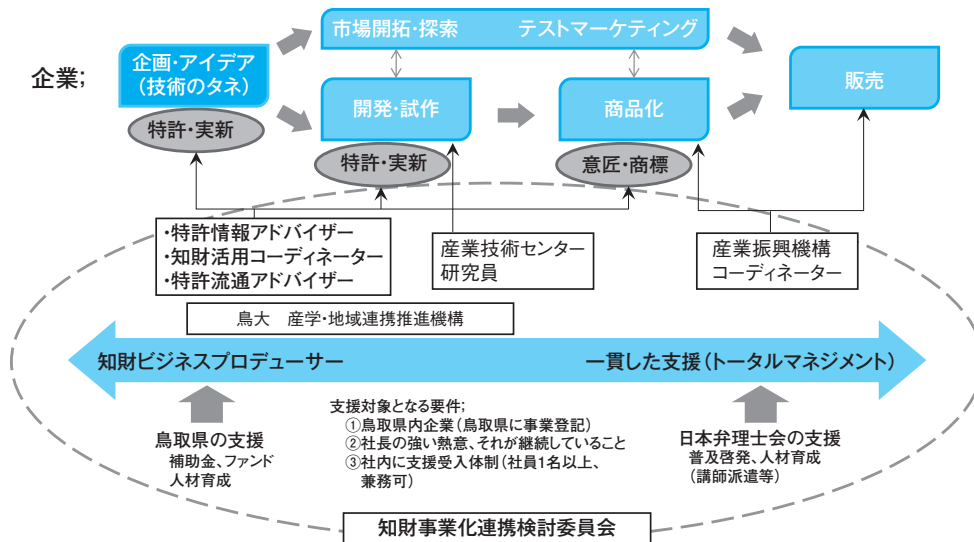 市場開拓・探索 テストマーケティング
企業;
企画・アイデア
（技術のタネ）
開発・試作
商品化
販売
特許・実新
特許・実新
意匠・商標
・特許情報アドバイザー
・知財活用コーディネーター
・特許流通アドバイザー
産業技術センター
研究員
産業振興機構
コーディネーター
鳥大 産学・地域連携推進機構
知財ビジネスプロデューサー
一貫した支援（トータルマネジメント）
鳥取県の支援
補助金、ファンド
人材育成
支援対象となる要件;
①鳥取県内企業（鳥取県に事業登記）
②社長の強い熱意、それが継続していること
③社内に支援受入体制（社員1名以上、
兼務可）
日本弁理士会の支援
普及啓発、人材育成
（講師派遣等）
知財事業化連携検討委員会